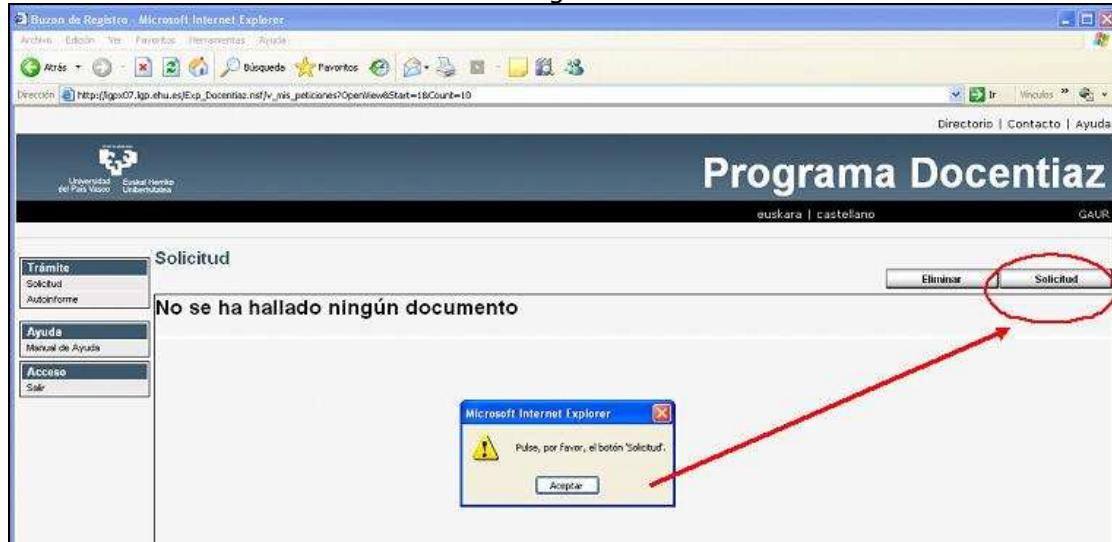 Buzon de Registro - Microsoft Internet Explorer
Archivo Edición Ver Favoritos Herramientas Ayuda
Atrás Búsqueda Favoritos
Dirección http://lgpx07.lgp.ehu.es/Exp_Docentiaz.nsf/v_mis_peticiones?OpenView&Start=1&Count=10 Ir Vínculos »
Directorio | Contacto | Ayuda
Universidad Euskal Herriko
del País Vasco Unibertsitatea
Programa Docentiaz
euskara | castellano GAUR
Solicitud
Trámite
Solicitud
Autoinforme
Eliminar Solicitud
No se ha hallado ningún documento
Ayuda
Manual de Ayuda
Acceso
Salir
Microsoft Internet Explorer
Pulse, por favor, el botón 'Solicitud'.
Aceptar